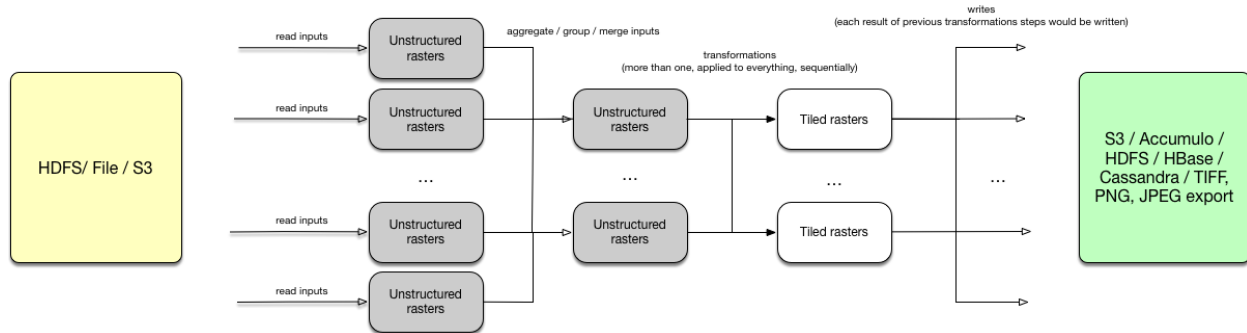 writes
(each result of previous transformations steps would be written)
read inputs
Unstructured
rasters
aggregate / group / merge inputs
transformations
(more than one, applied to everything, sequentially)
read inputs
Unstructured
rasters
Unstructured
rasters
Tiled rasters
HDFS/ File / S3
S3 / Accumulo /
HDFS / HBase /
Cassandra / TIFF,
PNG, JPEG export
...
...
...
...
read inputs
Unstructured
rasters
Unstructured
rasters
Tiled rasters
read inputs
Unstructured
rasters